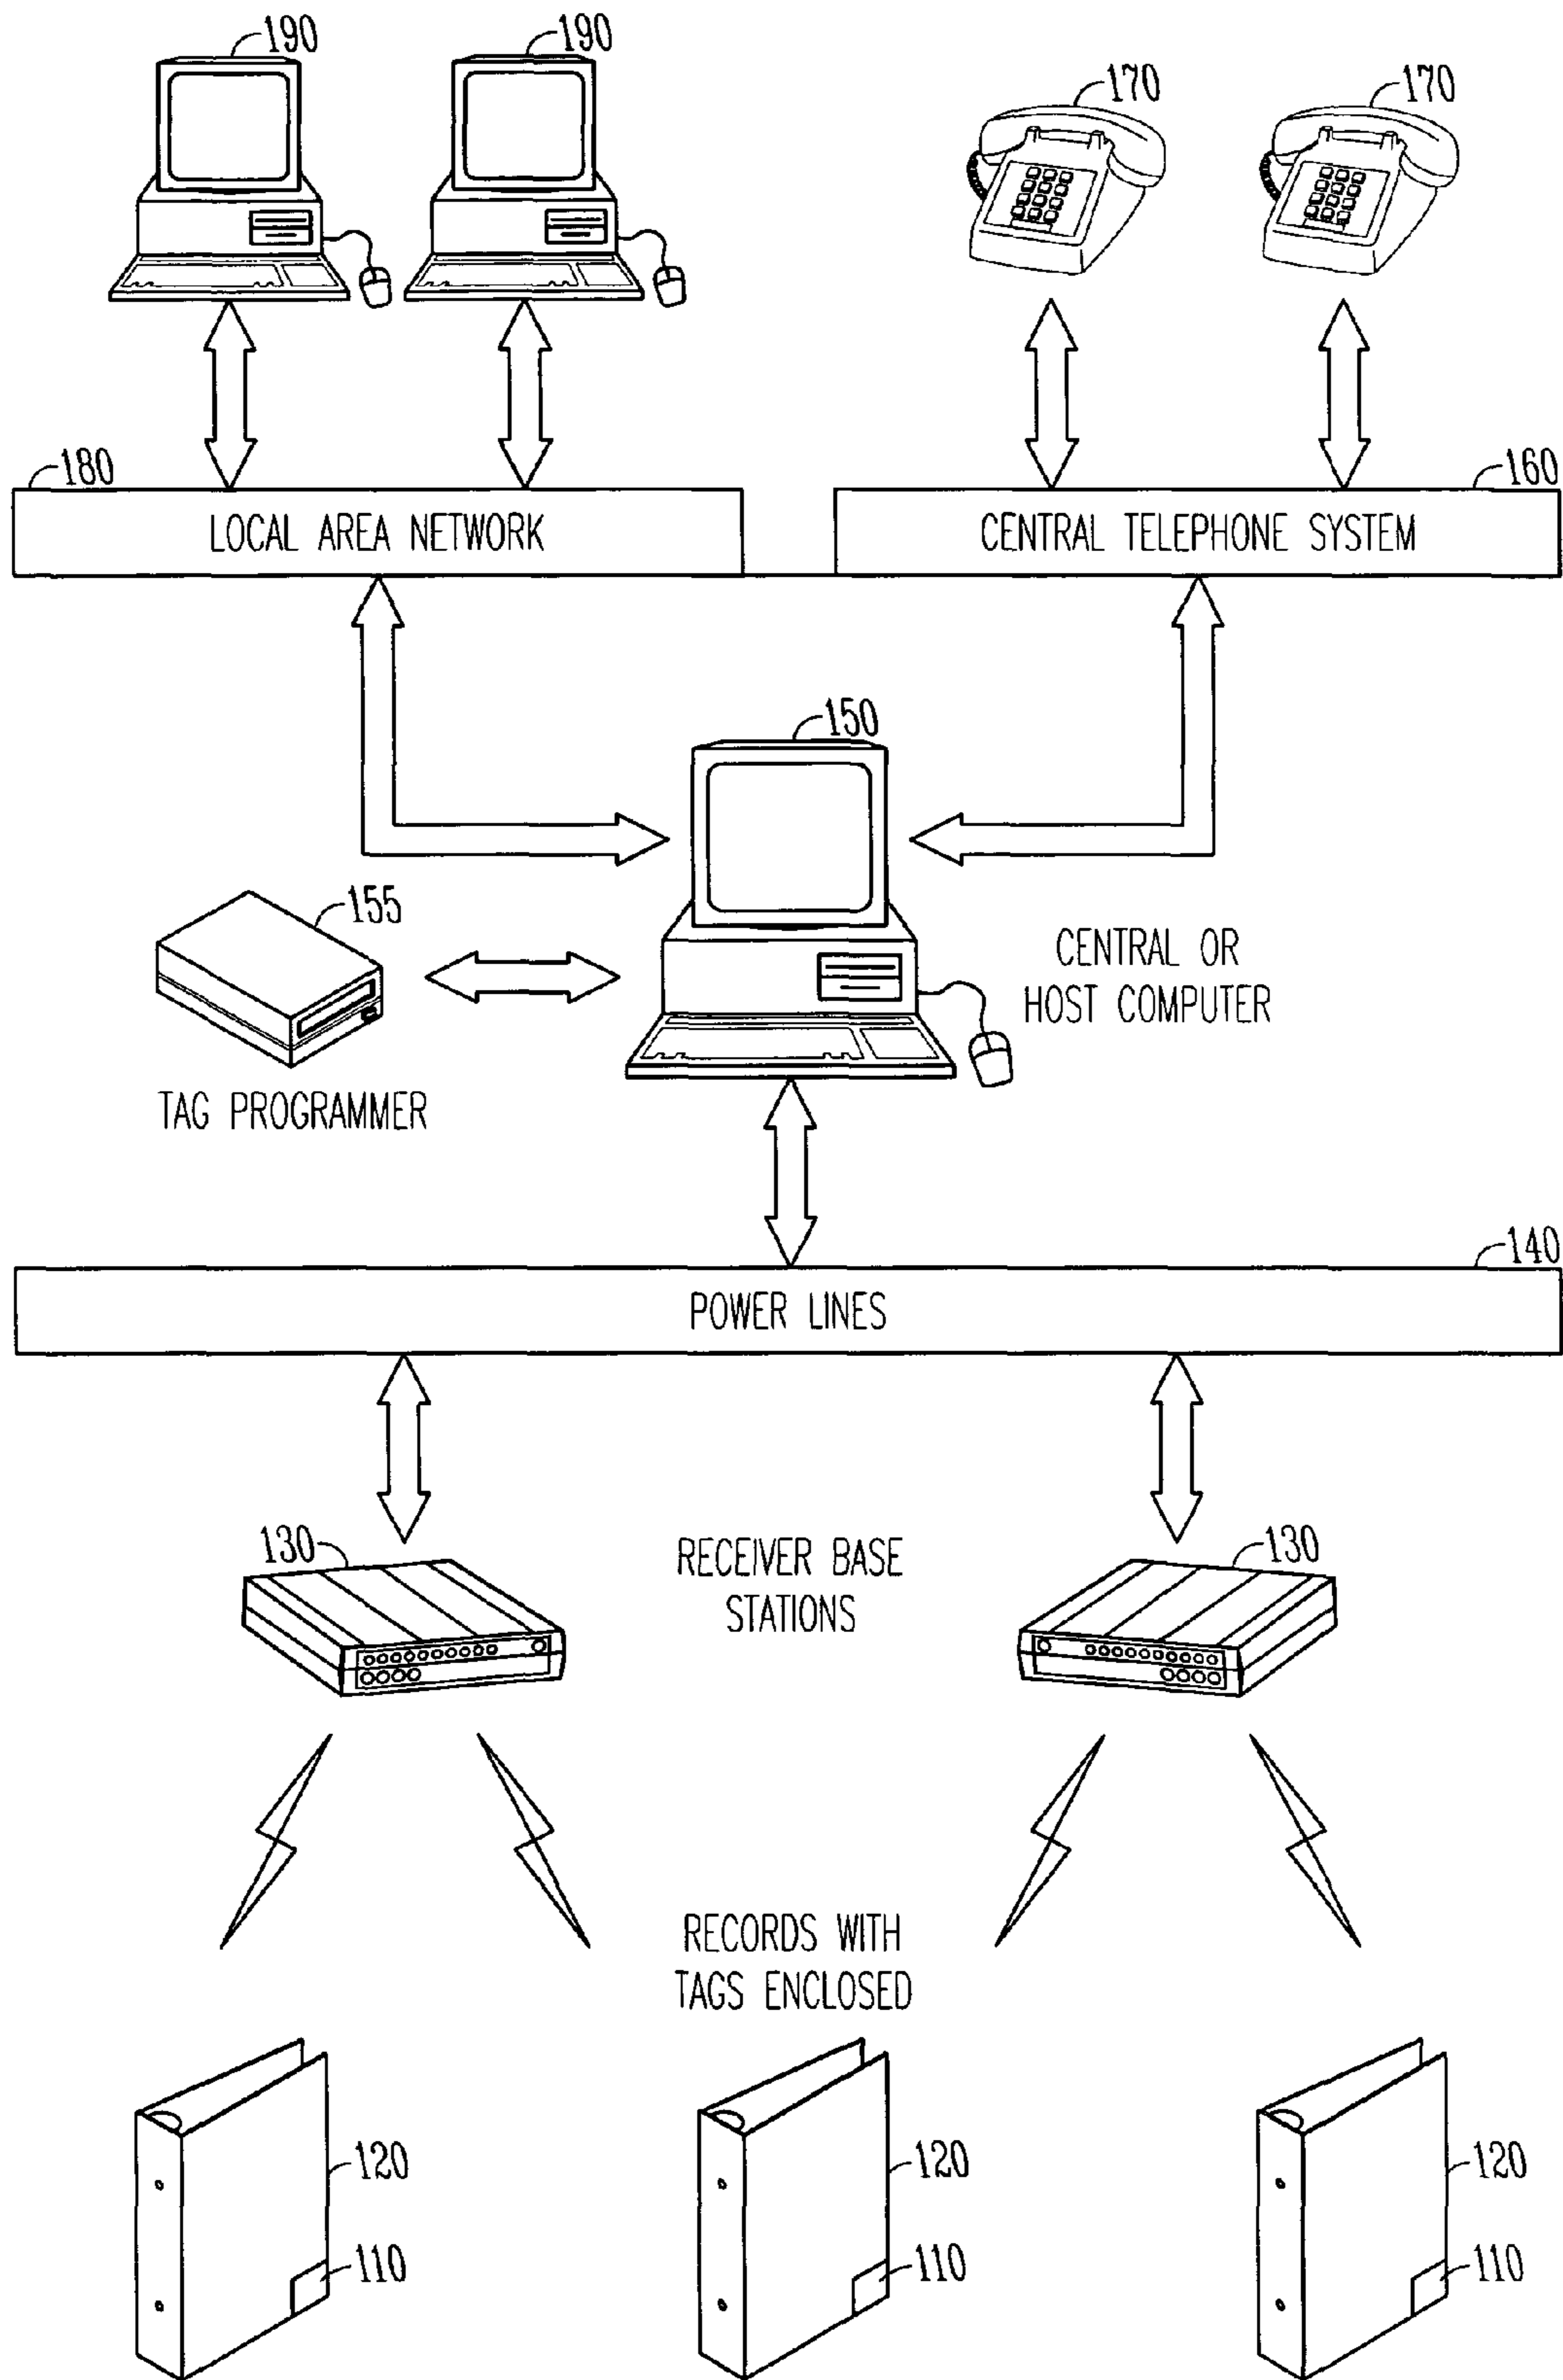 190
190
170
170
180
160
LOCAL AREA NETWORK
CENTRAL TELEPHONE SYSTEM
150
155
CENTRAL OR
HOST COMPUTER
TAG PROGRAMMER
140
POWER LINES
130
RECEIVER BASE
STATIONS
130
RECORDS WITH
TAGS ENCLOSED
120
120
120
110
110
110